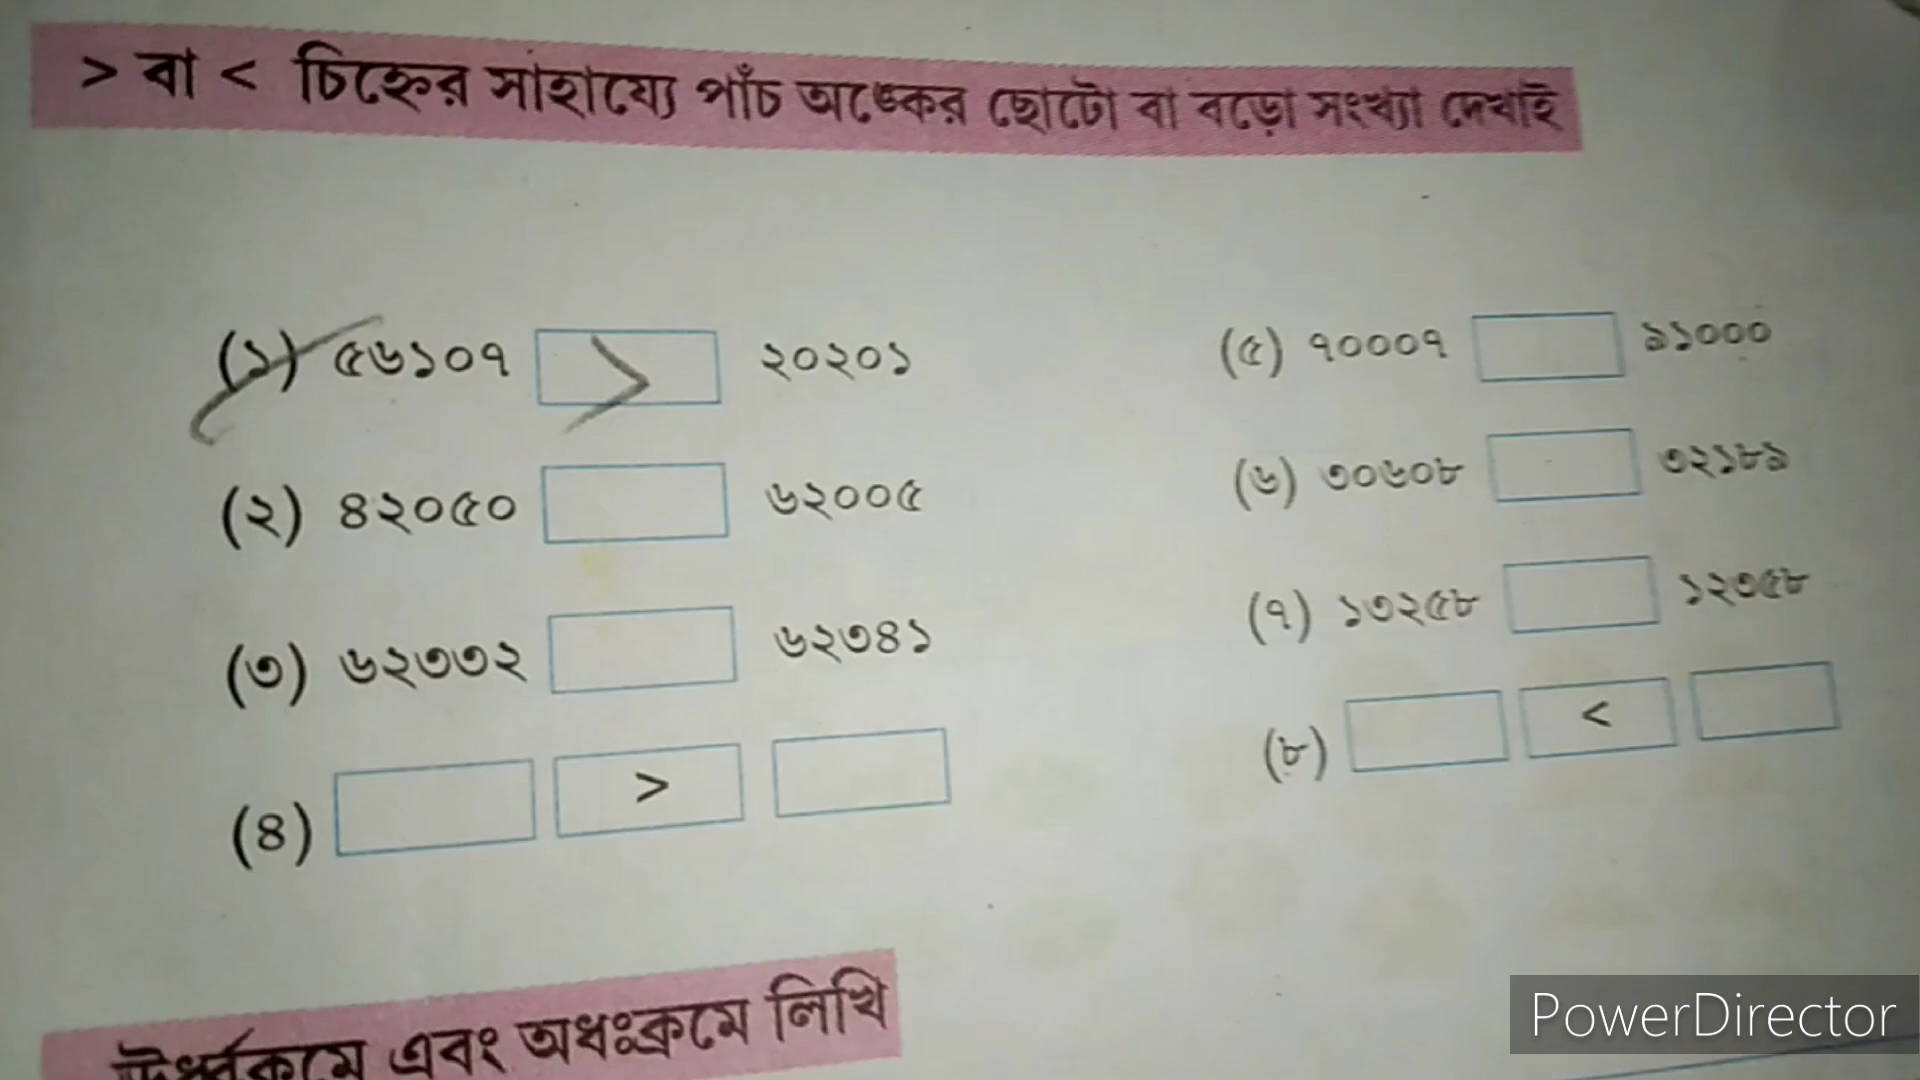 > বা < চিহ্নের সাহায্যে পাঁচ অঙ্কের ছোটো বা বড়ো সংখ্যা দেখাই
(১) ৫৬১০৭ > ২০২০১
(২) ৪২০৫০ ৬২০০৫
(৩) ৬২৩৩২ ৬২৩৪১
(৪) >
(৫) ৭০০০৭ ৯১০০০
(৬) ৩০৬০৮ ৩২১৮৯
(৭) ১৩২৫৮ ১২৩৫৮
(৮) <
ঊর্ধ্বক্রমে এবং অধঃক্রমে লিখি
PowerDirector